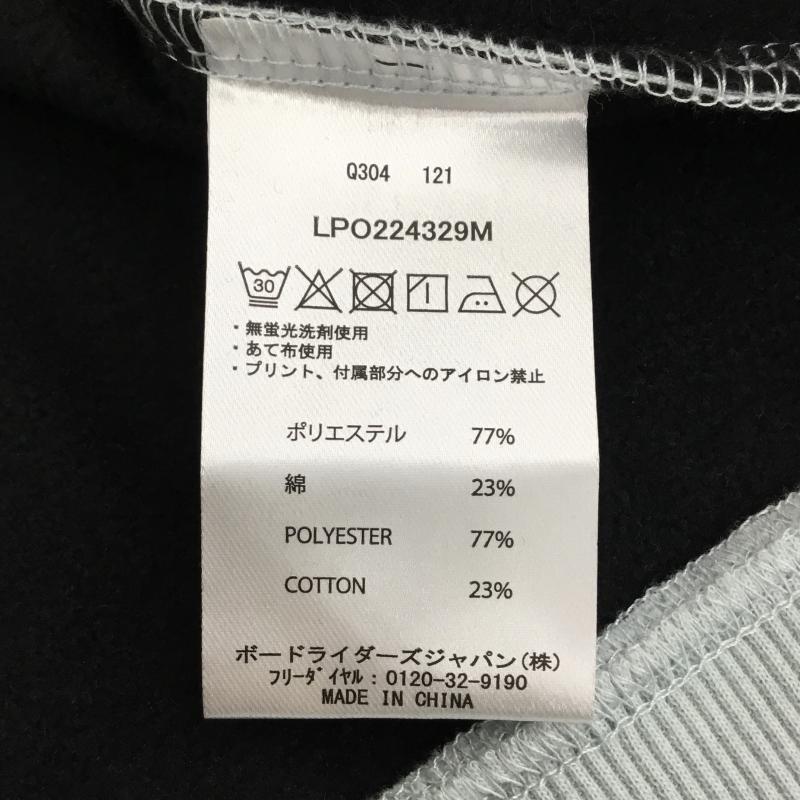 Q304 121
LPO224329M
30
・無蛍光洗剤使用
・あて布使用
・プリント、付属部分へのアイロン禁止
ポリエステル 77%
綿 23%
POLYESTER 77%
COTTON 23%
ボードライダーズジャパン(株)
フリーダイヤル : 0120-32-9190
MADE IN CHINA